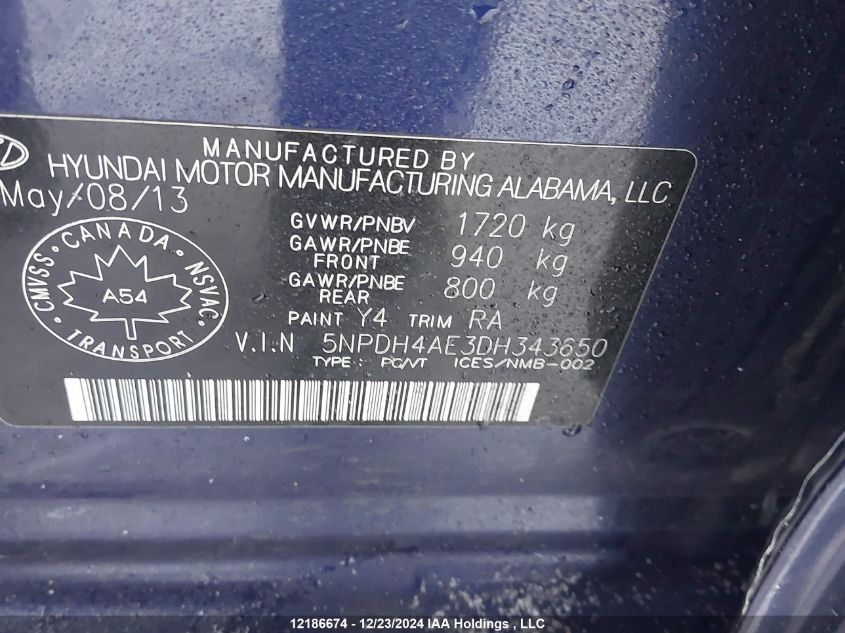 MANUFACTURED BY
HYUNDAI MOTOR MANUFACTURING ALABAMA, LLC
May/08/13
GVWR/PNBV 1720 kg
GAWR/PNBE FRONT 940 kg
GAWR/PNBE REAR 800 kg
PAINT Y4 TRIM RA
V.I.N 5NPDH4AE3DH343650
TYPE : PC/VT ICES/NMB-002
CANADA
CMVSS • NSVAC
A54
TRANSPORT
12186674 - 12/23/2024 IAA Holdings , LLC